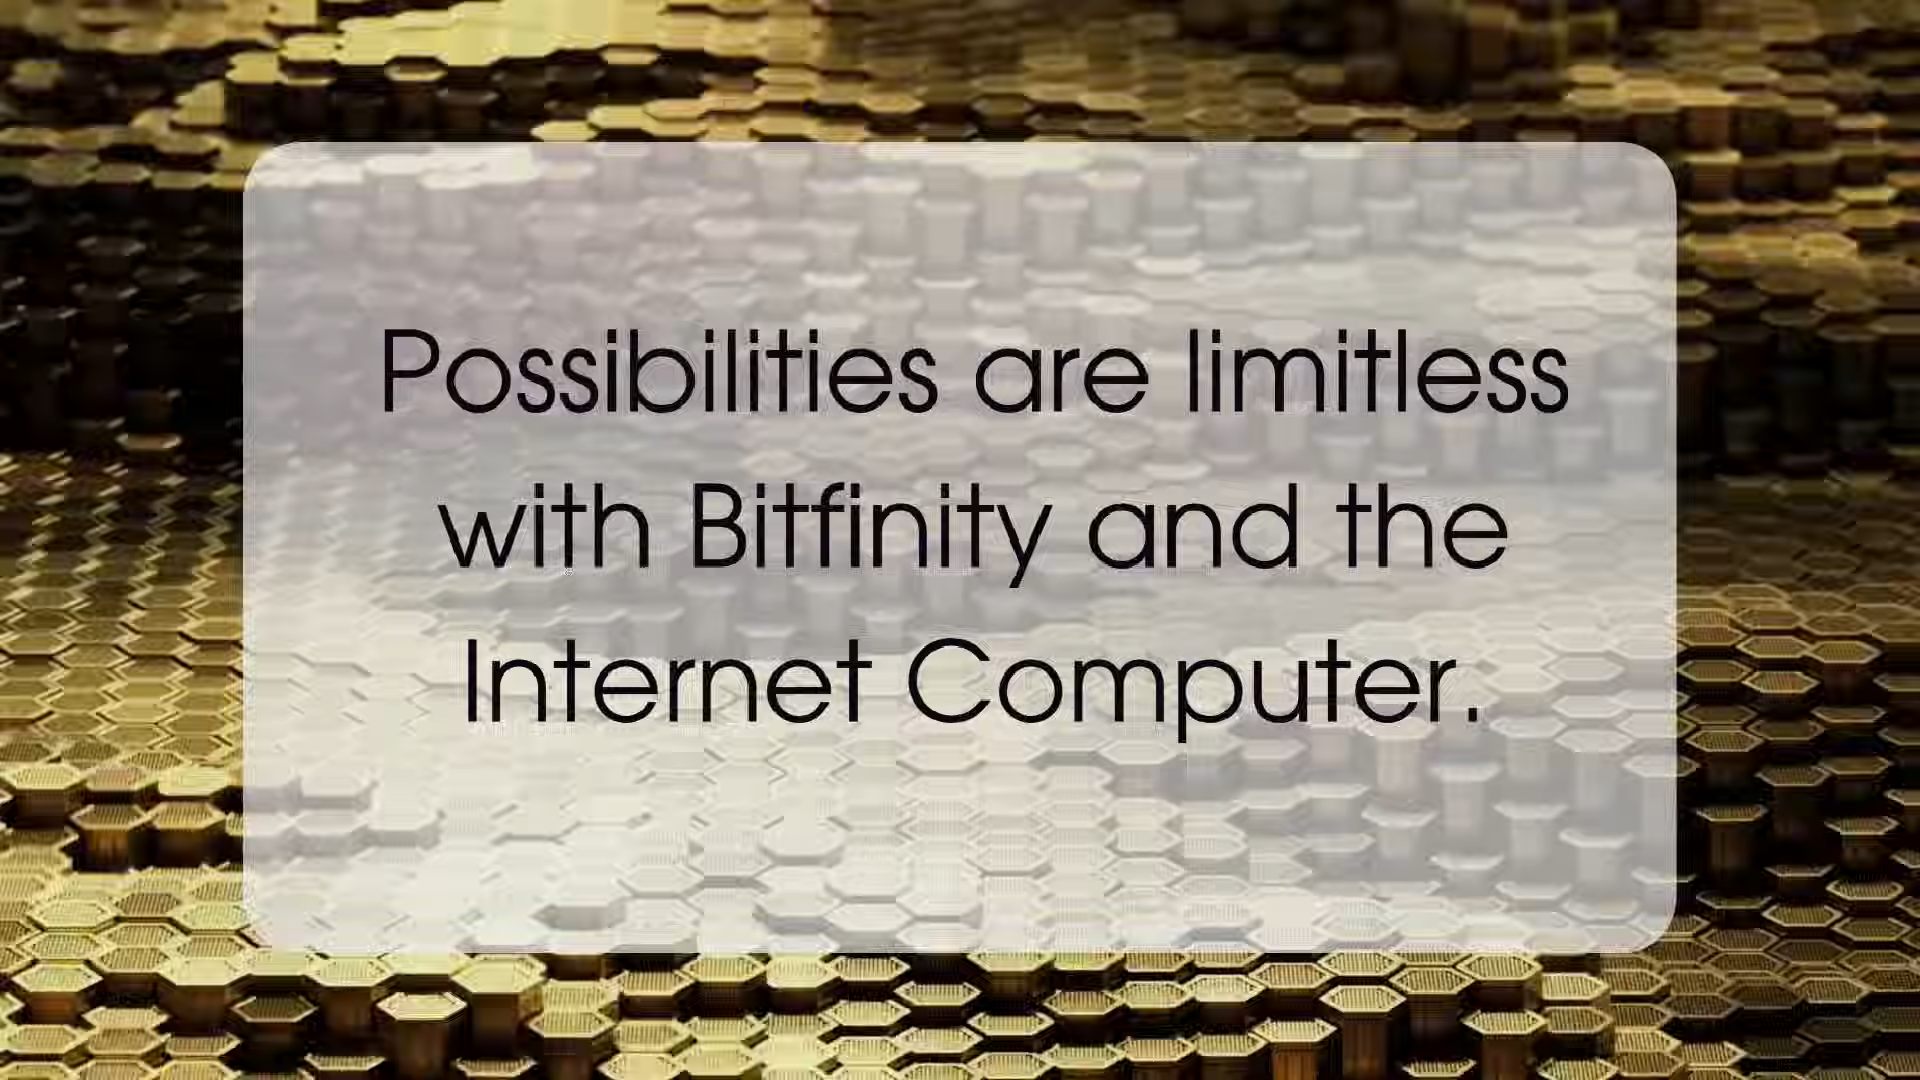 Possibilities are limitless
with Bitfinity and the
Internet Computer.